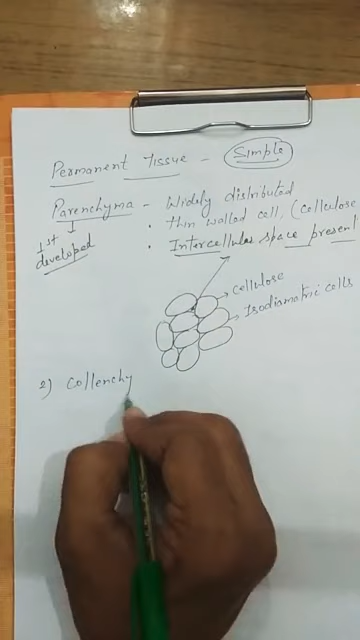 Permanent Tissue - Simple
Parenchyma - Widely distributed
1st developed
. Thin walled cell, (Cellulose
. Intercellular space present
cellulose
Isodiametric cells
2) Collenchy